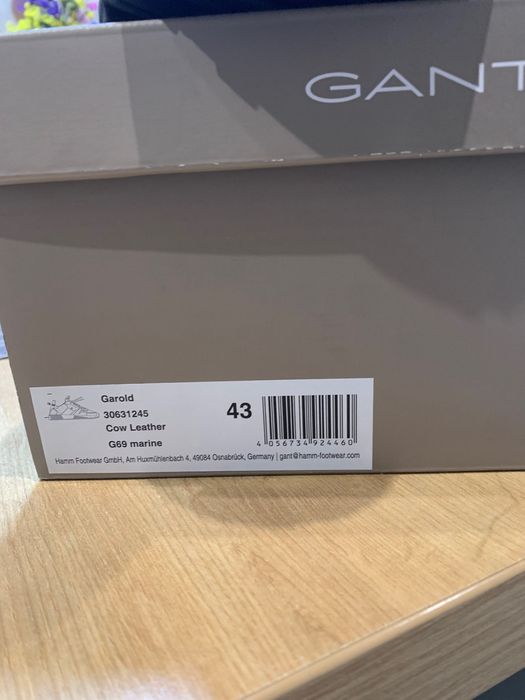 GANT
Garold
30631245
Cow Leather
G69 marine
43
4 056734 924460
Hamm Footwear GmbH, Am Huxmühlenbach 4, 49084 Osnabrück, Germany | gant@hamm-footwear.com